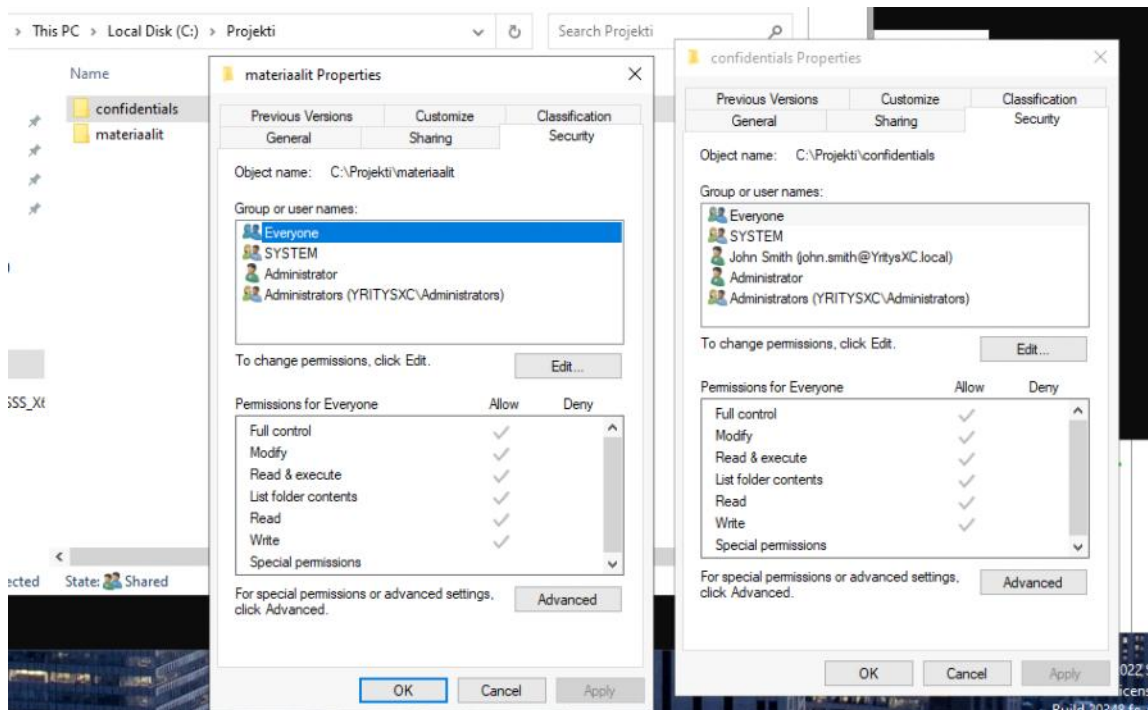 This PC > Local Disk (C:) > Projekti
Search Projekti
Name
confidentials
materiaalit
State: Shared
materiaalit Properties
Previous Versions Customize Classification
General Sharing Security
Object name: C:\Projekti\materiaalit
Group or user names:
Everyone
SYSTEM
Administrator
Administrators (YRITYSXC\Administrators)
To change permissions, click Edit.
Edit...
Permissions for Everyone Allow Deny
Full control
Modify
Read & execute
List folder contents
Read
Write
Special permissions
For special permissions or advanced settings,
click Advanced.
Advanced
OK Cancel Apply
confidentials Properties
Previous Versions Customize Classification
General Sharing Security
Object name: C:\Projekti\confidentials
Group or user names:
Everyone
SYSTEM
John Smith (john.smith@YritysXC.local)
Administrator
Administrators (YRITYSXC\Administrators)
To change permissions, click Edit.
Edit...
Permissions for Everyone Allow Deny
Full control
Modify
Read & execute
List folder contents
Read
Write
Special permissions
For special permissions or advanced settings,
click Advanced.
Advanced
OK Cancel Apply